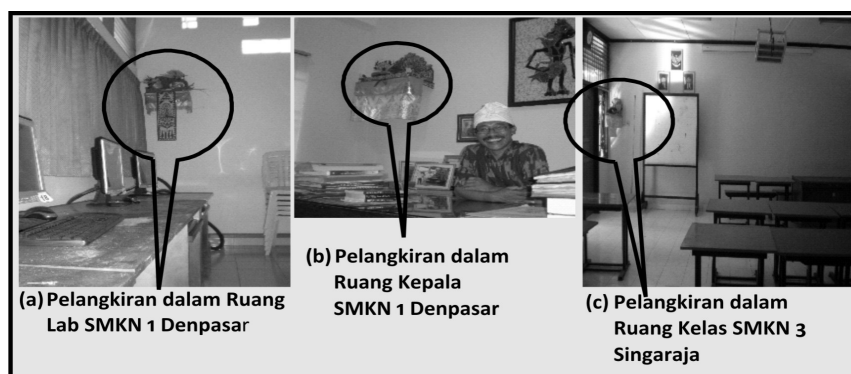 (a) Pelangkiran dalam Ruang
Lab SMKN 1 Denpasar
(b) Pelangkiran dalam
Ruang Kepala
SMKN 1 Denpasar
(c) Pelangkiran dalam
Ruang Kelas SMKN 3
Singaraja